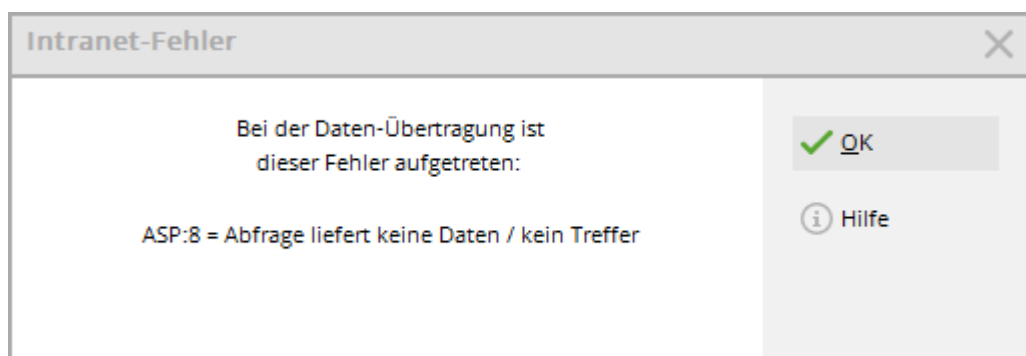 Intranet-Fehler
Bei der Daten-Übertragung ist
dieser Fehler aufgetreten:
ASP:8 = Abfrage liefert keine Daten / kein Treffer
OK
Hilfe